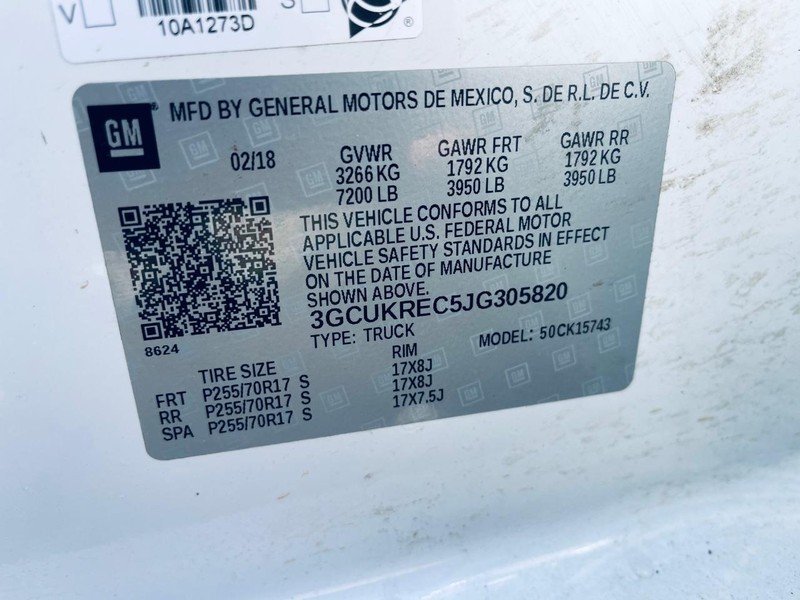 V S
10A1273D ®
GM ® MFD BY GENERAL MOTORS DE MEXICO, S. DE R.L. DE C.V.
02/18 GVWR GAWR FRT GAWR RR
3266 KG 1792 KG 1792 KG
7200 LB 3950 LB 3950 LB
THIS VEHICLE CONFORMS TO ALL
APPLICABLE U.S. FEDERAL MOTOR
VEHICLE SAFETY STANDARDS IN EFFECT
ON THE DATE OF MANUFACTURE
SHOWN ABOVE.
3GCUKREC5JG305820
8624
TYPE: TRUCK MODEL: 50CK15743
TIRE SIZE RIM
FRT P255/70R17 S 17X8J
RR P255/70R17 S 17X8J
SPA P255/70R17 S 17X7.5J